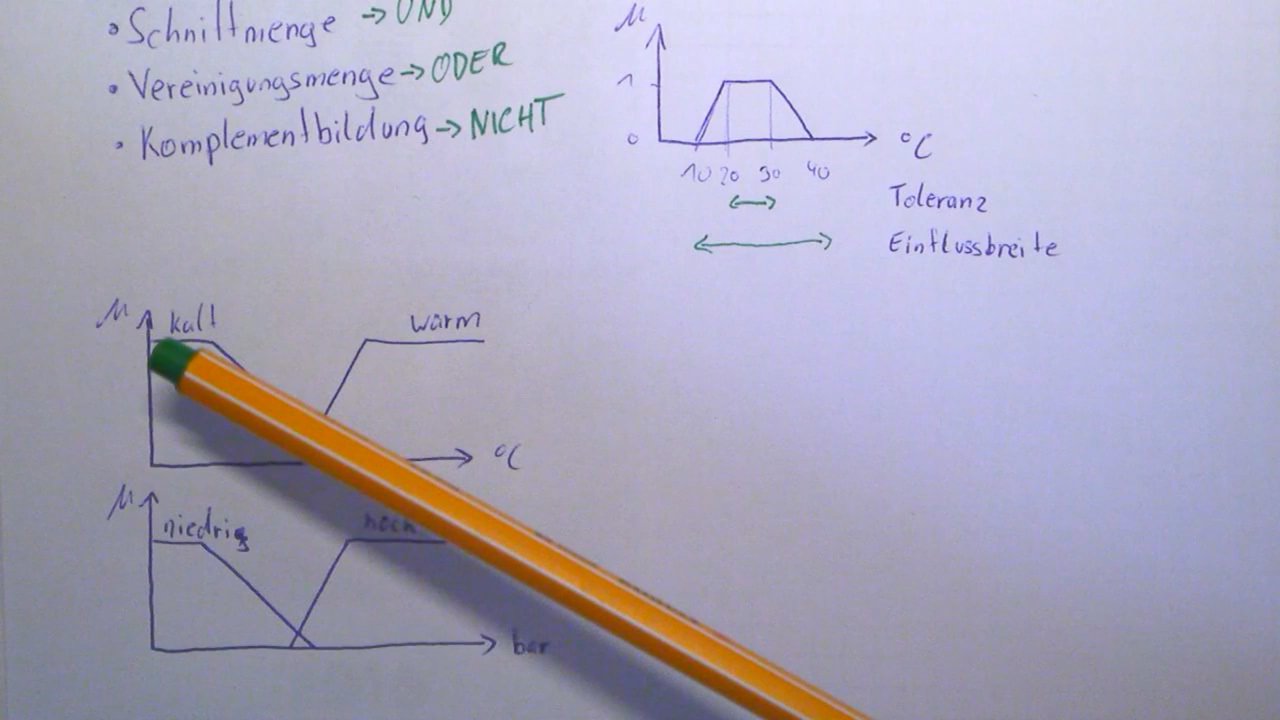 • Schnittmenge → UND
• Vereinigungsmenge → ODER
• Komplementbildung → NICHT
μ
1
0
°C
10 20 30 40
Toleranz
Einflussbreite
μ
kalt
warm
°C
μ
niedrig
hoch
bar